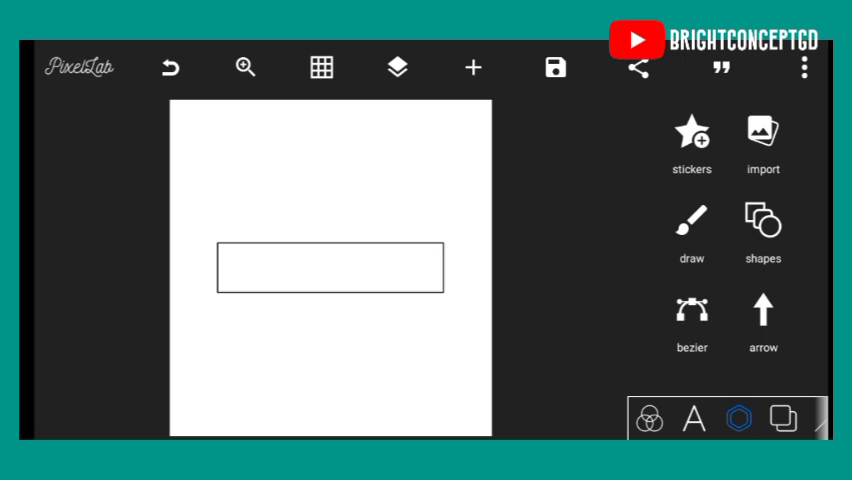 BRIGHTCONCEPTGD
PixelLab
stickers
import
draw
shapes
bezier
arrow
A